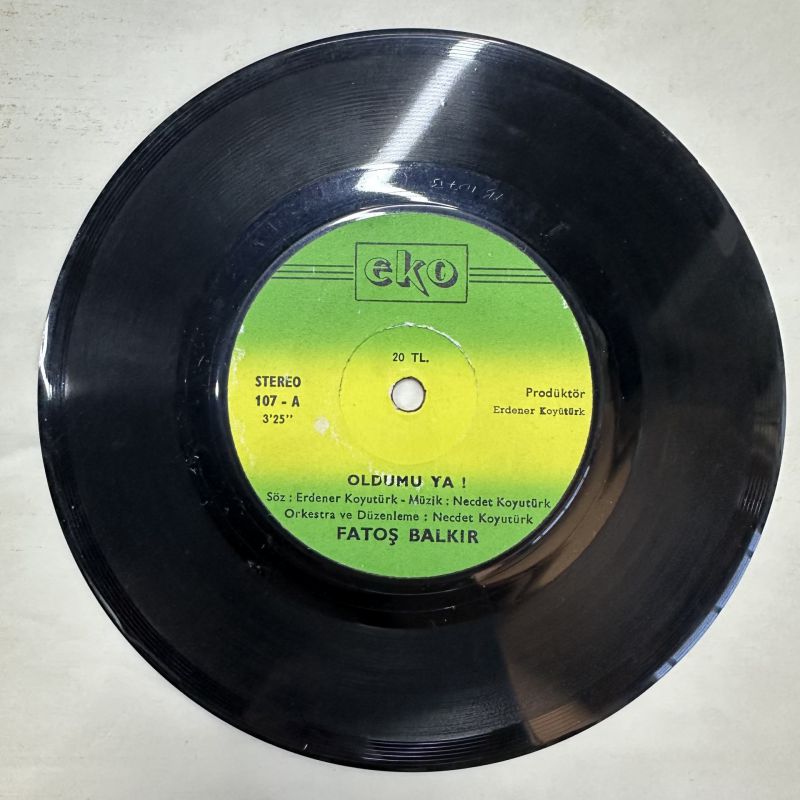 eko
20 TL.
STEREO
107 - A
3'25"
Prodüktör
Erdener Koyütürk
OLDUMU YA !
Söz : Erdener Koyutürk - Müzik : Necdet Koyutürk
Orkestra ve Düzenleme : Necdet Koyutürk
FATOŞ BALKIR